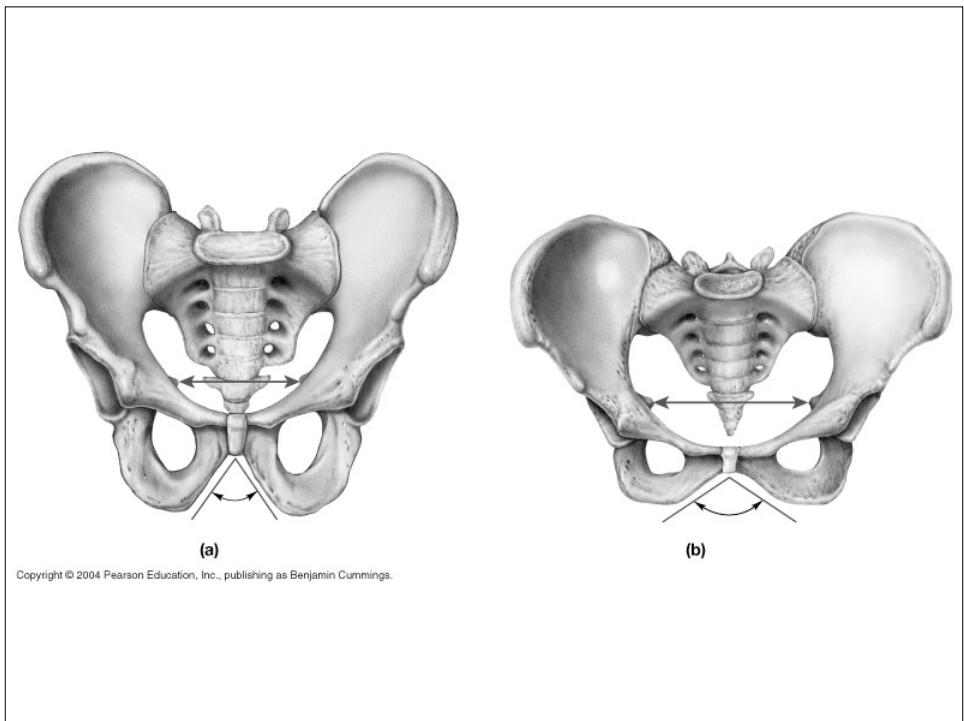 (a)
(b)
Copyright © 2004 Pearson Education, Inc., publishing as Benjamin Cummings.